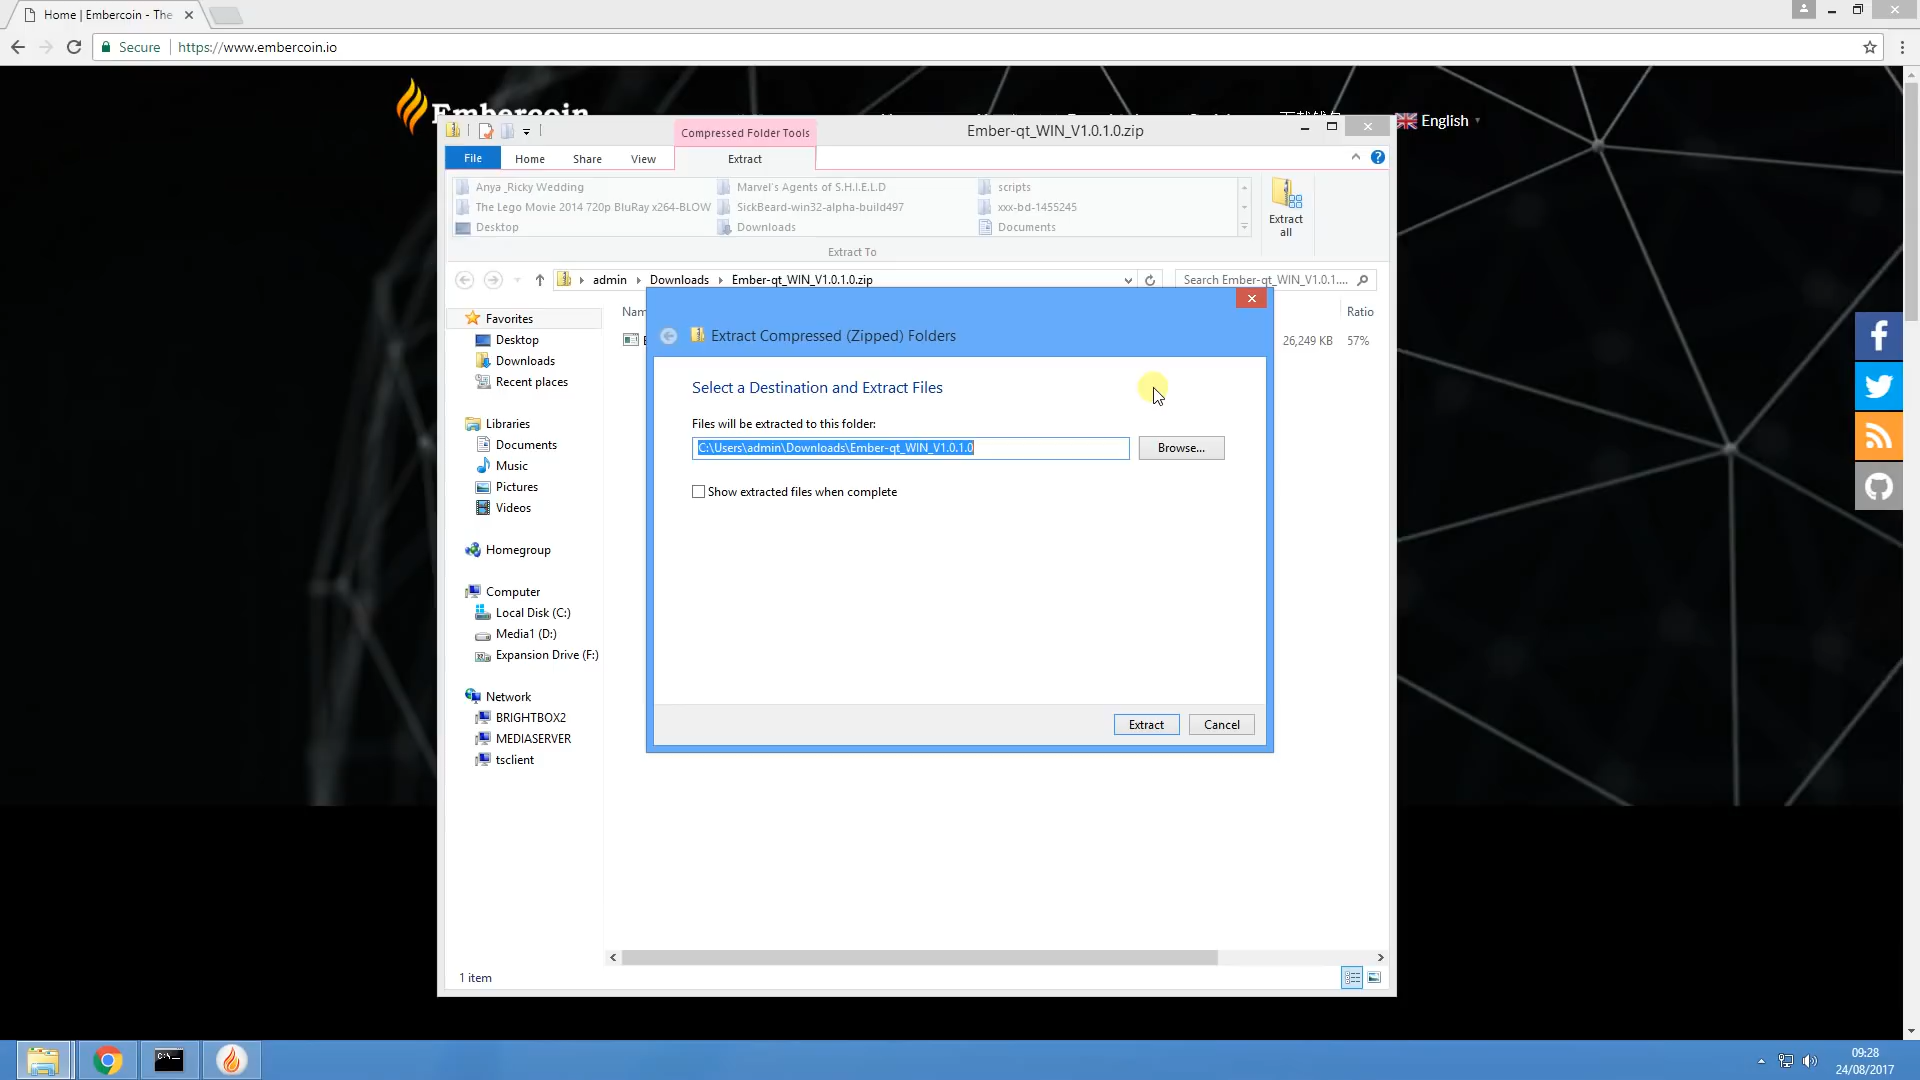 Home | Embercoin - The
Secure
https://www.embercoin.io
Embercoin
English
Compressed Folder Tools
Ember-qt_WIN_V1.0.1.0.zip
File
Home
Share
View
Extract
Anya _Ricky Wedding
Marvel's Agents of S.H.I.E.L.D
scripts
The Lego Movie 2014 720p BluRay x264-BLOW
SickBeard-win32-alpha-build497
xxx-bd-1455245
Desktop
Downloads
Documents
Extract all
Extract To
admin
Downloads
Ember-qt_WIN_V1.0.1.0.zip
Search Ember-qt_WIN_V1.0.1....
Nam
Ratio
26,249 KB
57%
Favorites
Desktop
Downloads
Recent places
Libraries
Documents
Music
Pictures
Videos
Homegroup
Computer
Local Disk (C:)
Media1 (D:)
Expansion Drive (F:)
Network
BRIGHTBOX2
MEDIASERVER
tsclient
Extract Compressed (Zipped) Folders
Select a Destination and Extract Files
Files will be extracted to this folder:
C:\Users\admin\Downloads\Ember-qt_WIN_V1.0.1.0
Browse...
Show extracted files when complete
Extract
Cancel
1 item
09:28
24/08/2017